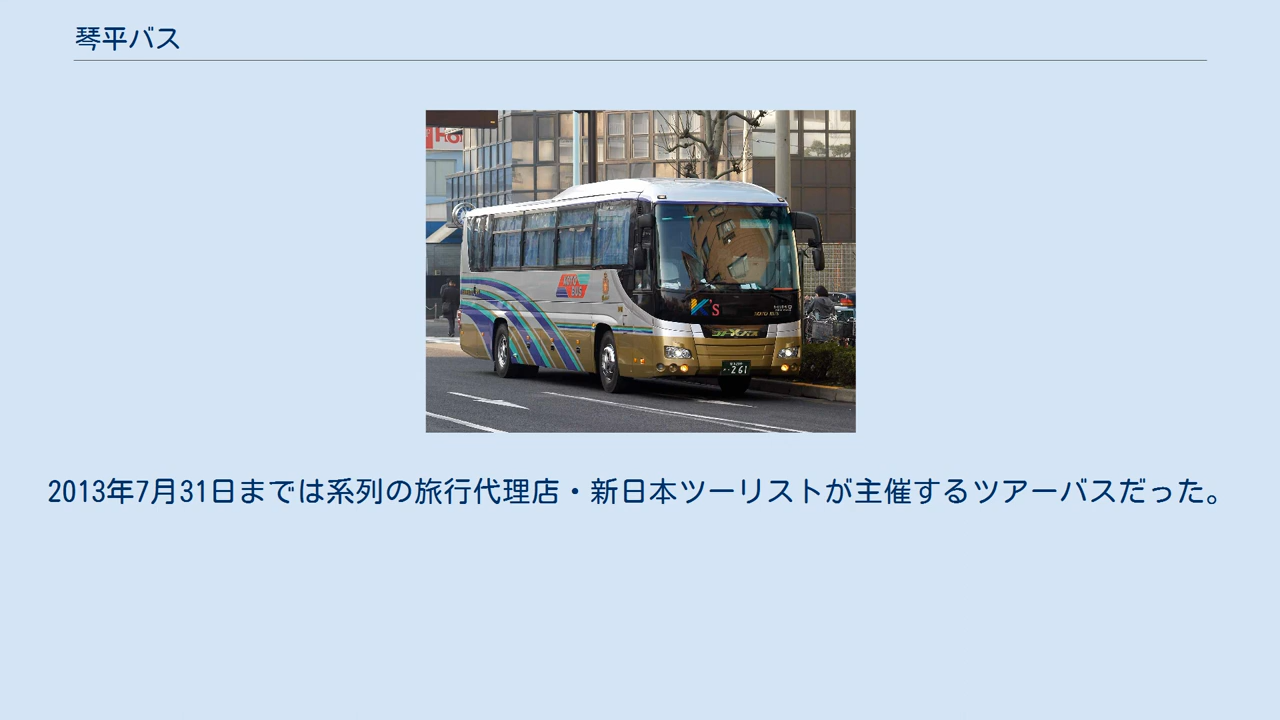 琴平バス
K's
261
2013年7月31日までは系列の旅行代理店・新日本ツーリストが主催するツアーバスだった。